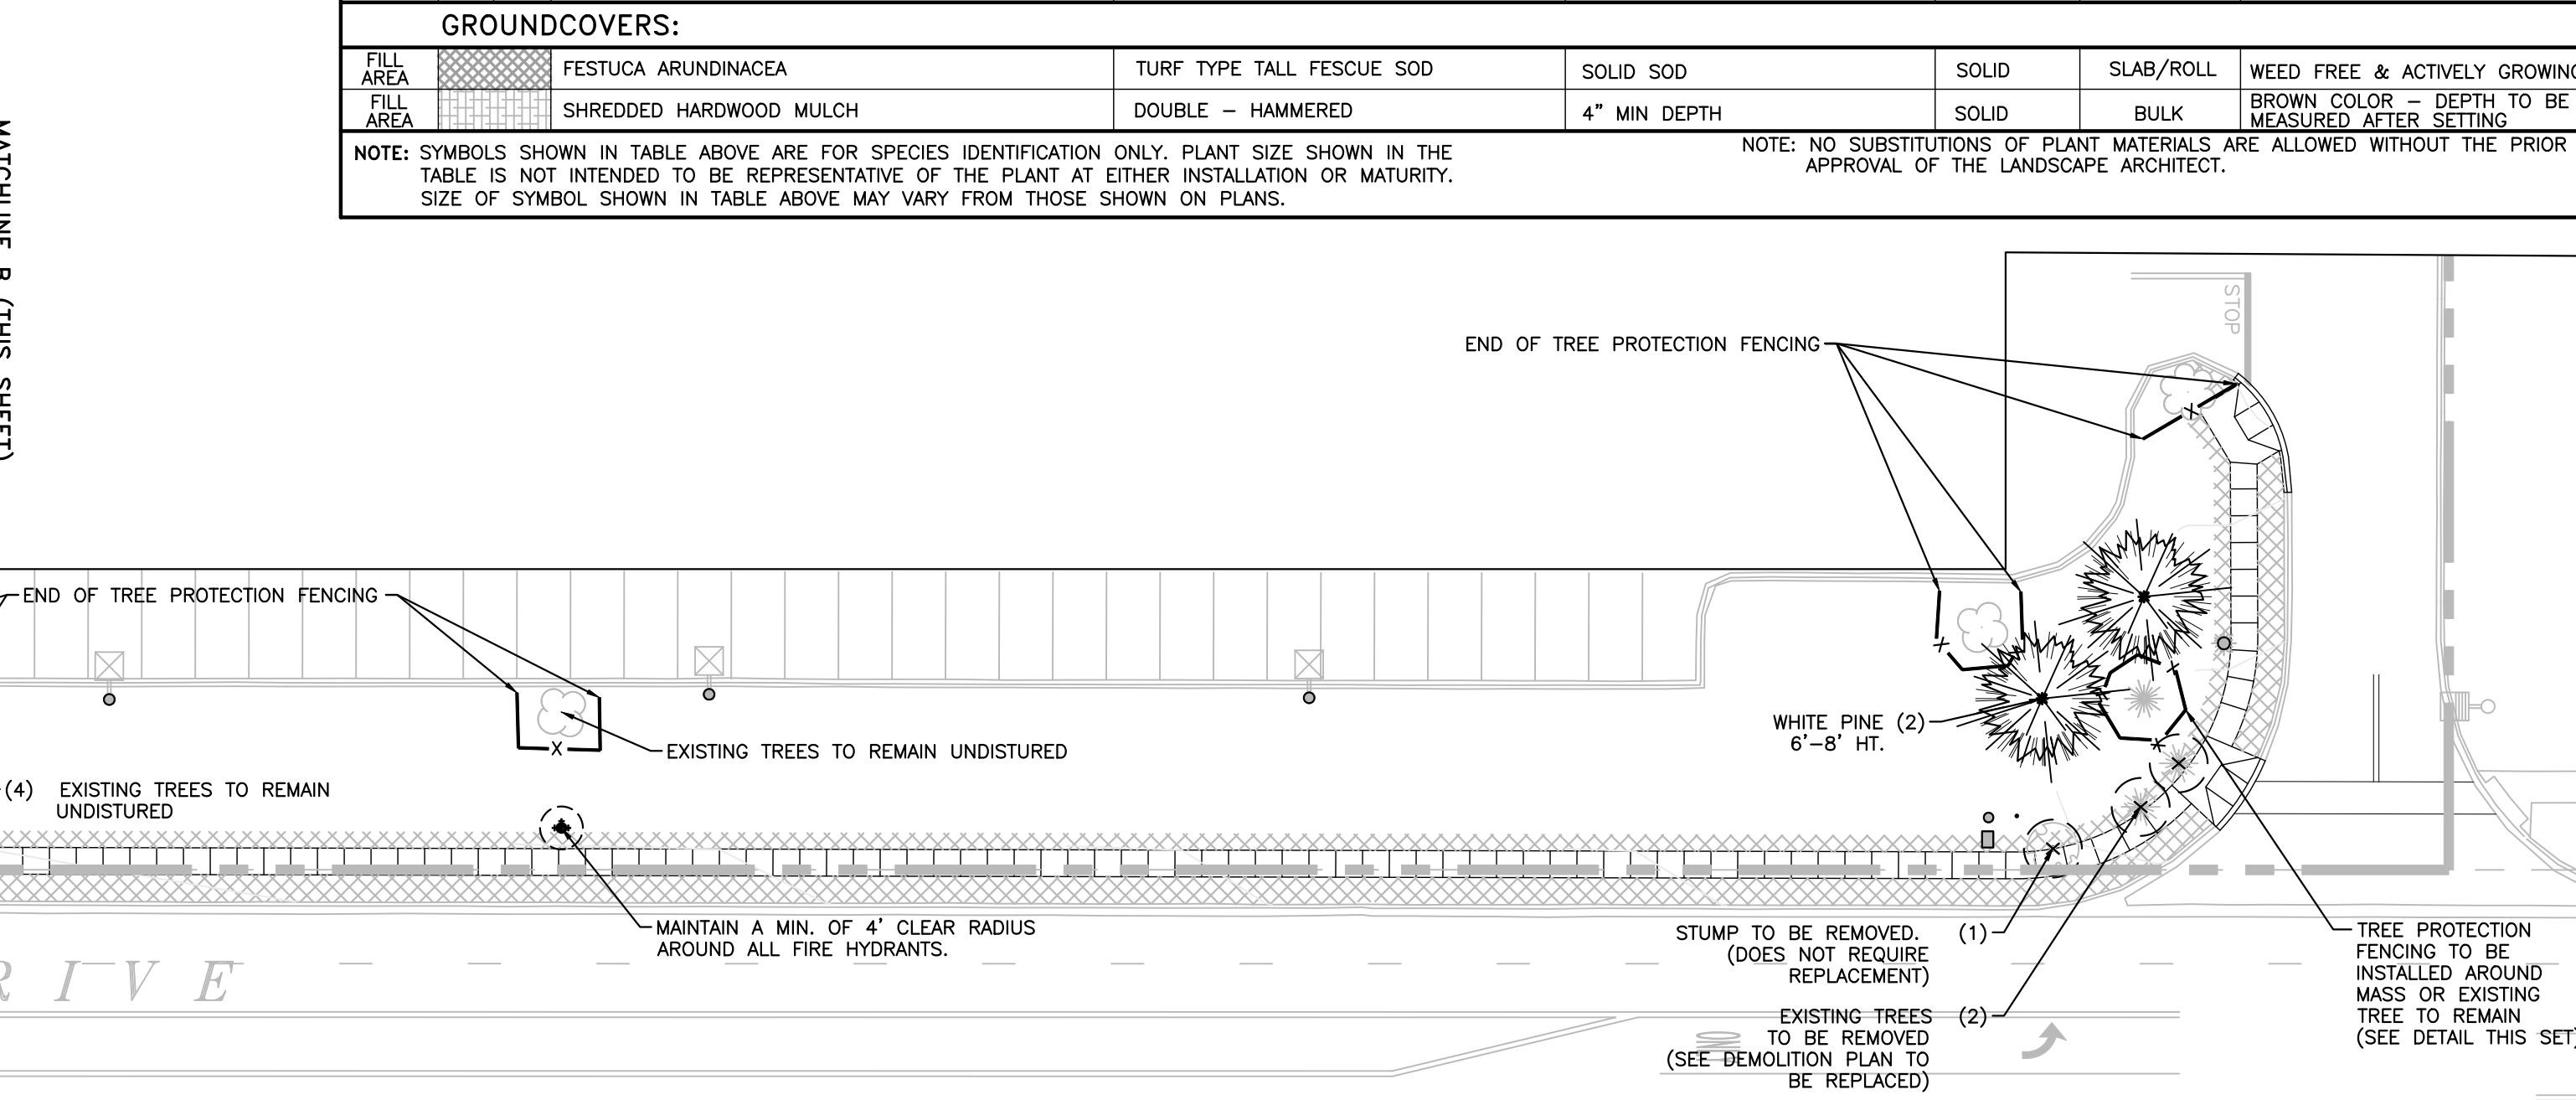 GROUNDCOVERS:
FILL AREA FESTUCA ARUNDINACEA TURF TYPE TALL FESCUE SOD SOLID SOD SOLID SLAB/ROLL WEED FREE & ACTIVELY GROWING
FILL AREA SHREDDED HARDWOOD MULCH DOUBLE – HAMMERED 4” MIN DEPTH SOLID BULK BROWN COLOR – DEPTH TO BE
MEASURED AFTER SETTING
NOTE: SYMBOLS SHOWN IN TABLE ABOVE ARE FOR SPECIES IDENTIFICATION ONLY. PLANT SIZE SHOWN IN THE
TABLE IS NOT INTENDED TO BE REPRESENTATIVE OF THE PLANT AT EITHER INSTALLATION OR MATURITY.
SIZE OF SYMBOL SHOWN IN TABLE ABOVE MAY VARY FROM THOSE SHOWN ON PLANS.
NOTE: NO SUBSTITUTIONS OF PLANT MATERIALS ARE ALLOWED WITHOUT THE PRIOR
APPROVAL OF THE LANDSCAPE ARCHITECT.
MATCHLINE B (THIS SHEET)
STOP
END OF TREE PROTECTION FENCING
END OF TREE PROTECTION FENCING
WHITE PINE (2)
6’–8’ HT.
EXISTING TREES TO REMAIN UNDISTURED
(4) EXISTING TREES TO REMAIN
UNDISTURED
MAINTAIN A MIN. OF 4’ CLEAR RADIUS
AROUND ALL FIRE HYDRANTS.
STUMP TO BE REMOVED. (1)
(DOES NOT REQUIRE
REPLACEMENT)
EXISTING TREES (2)
TO BE REMOVED
(SEE DEMOLITION PLAN TO
BE REPLACED)
TREE PROTECTION
FENCING TO BE
INSTALLED AROUND
MASS OR EXISTING
TREE TO REMAIN
(SEE DETAIL THIS SET)
RIVE